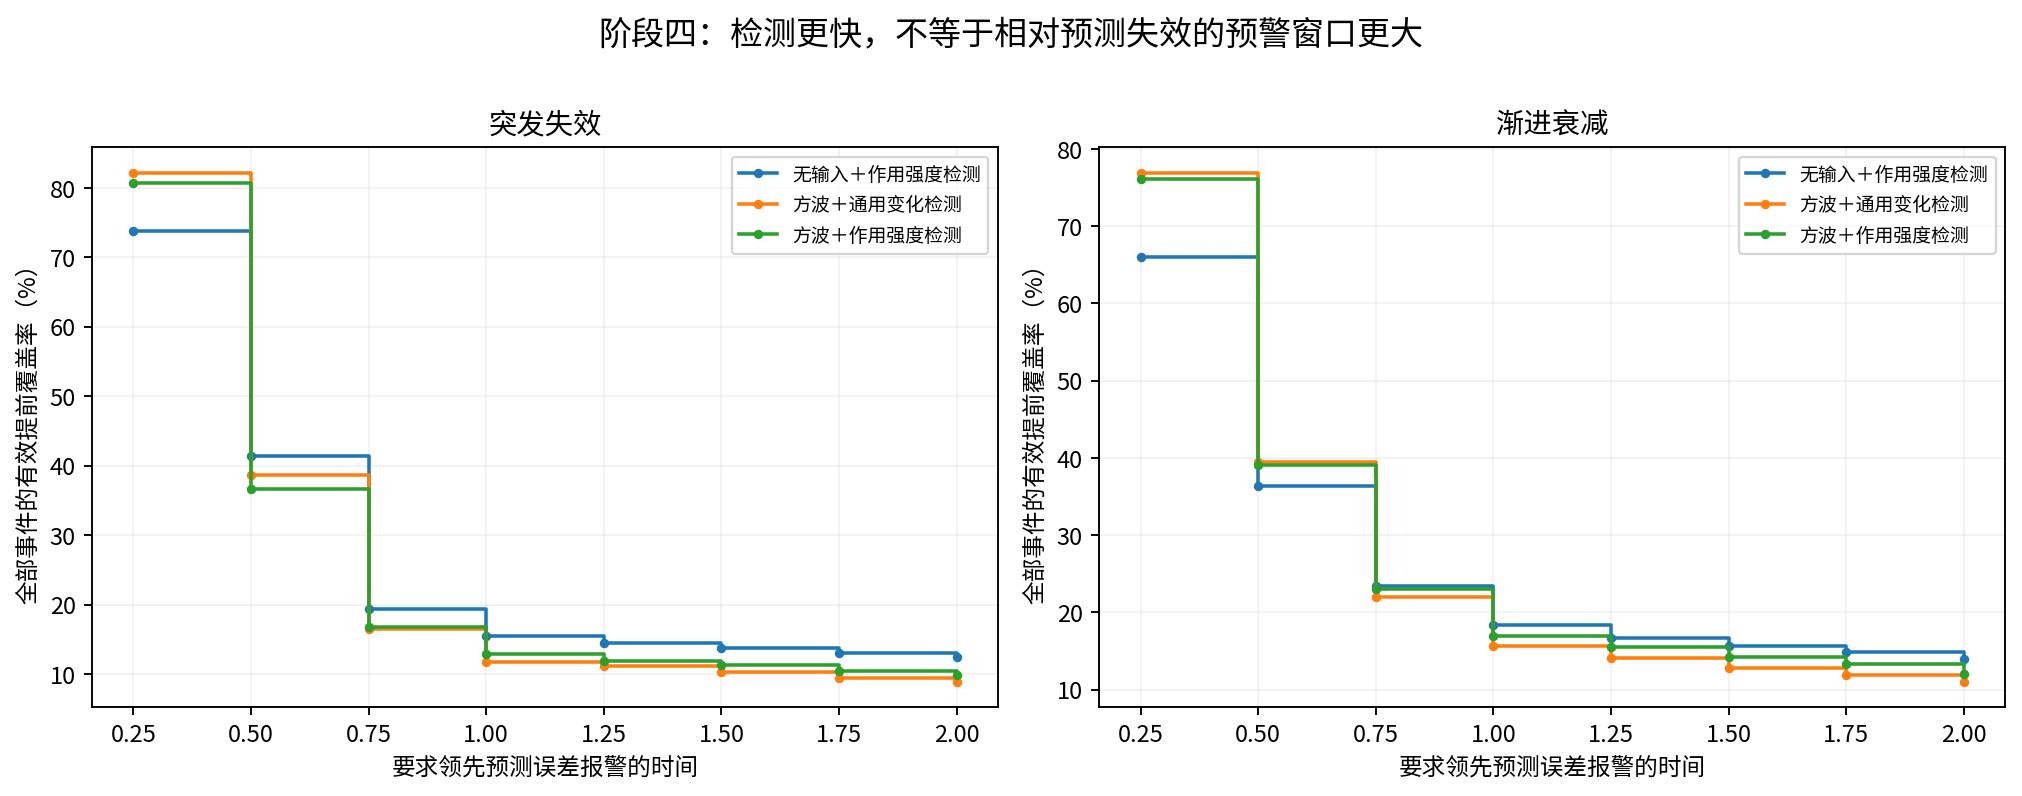 阶段四：检测更快，不等于相对预测失效的预警窗口更大
突发失效
全部事件的有效提前覆盖率（%）
80
70
60
50
40
30
20
10
无输入＋作用强度检测
方波＋通用变化检测
方波＋作用强度检测
0.25 0.50 0.75 1.00 1.25 1.50 1.75 2.00
要求领先预测误差报警的时间
渐进衰减
全部事件的有效提前覆盖率（%）
80
70
60
50
40
30
20
10
无输入＋作用强度检测
方波＋通用变化检测
方波＋作用强度检测
0.25 0.50 0.75 1.00 1.25 1.50 1.75 2.00
要求领先预测误差报警的时间